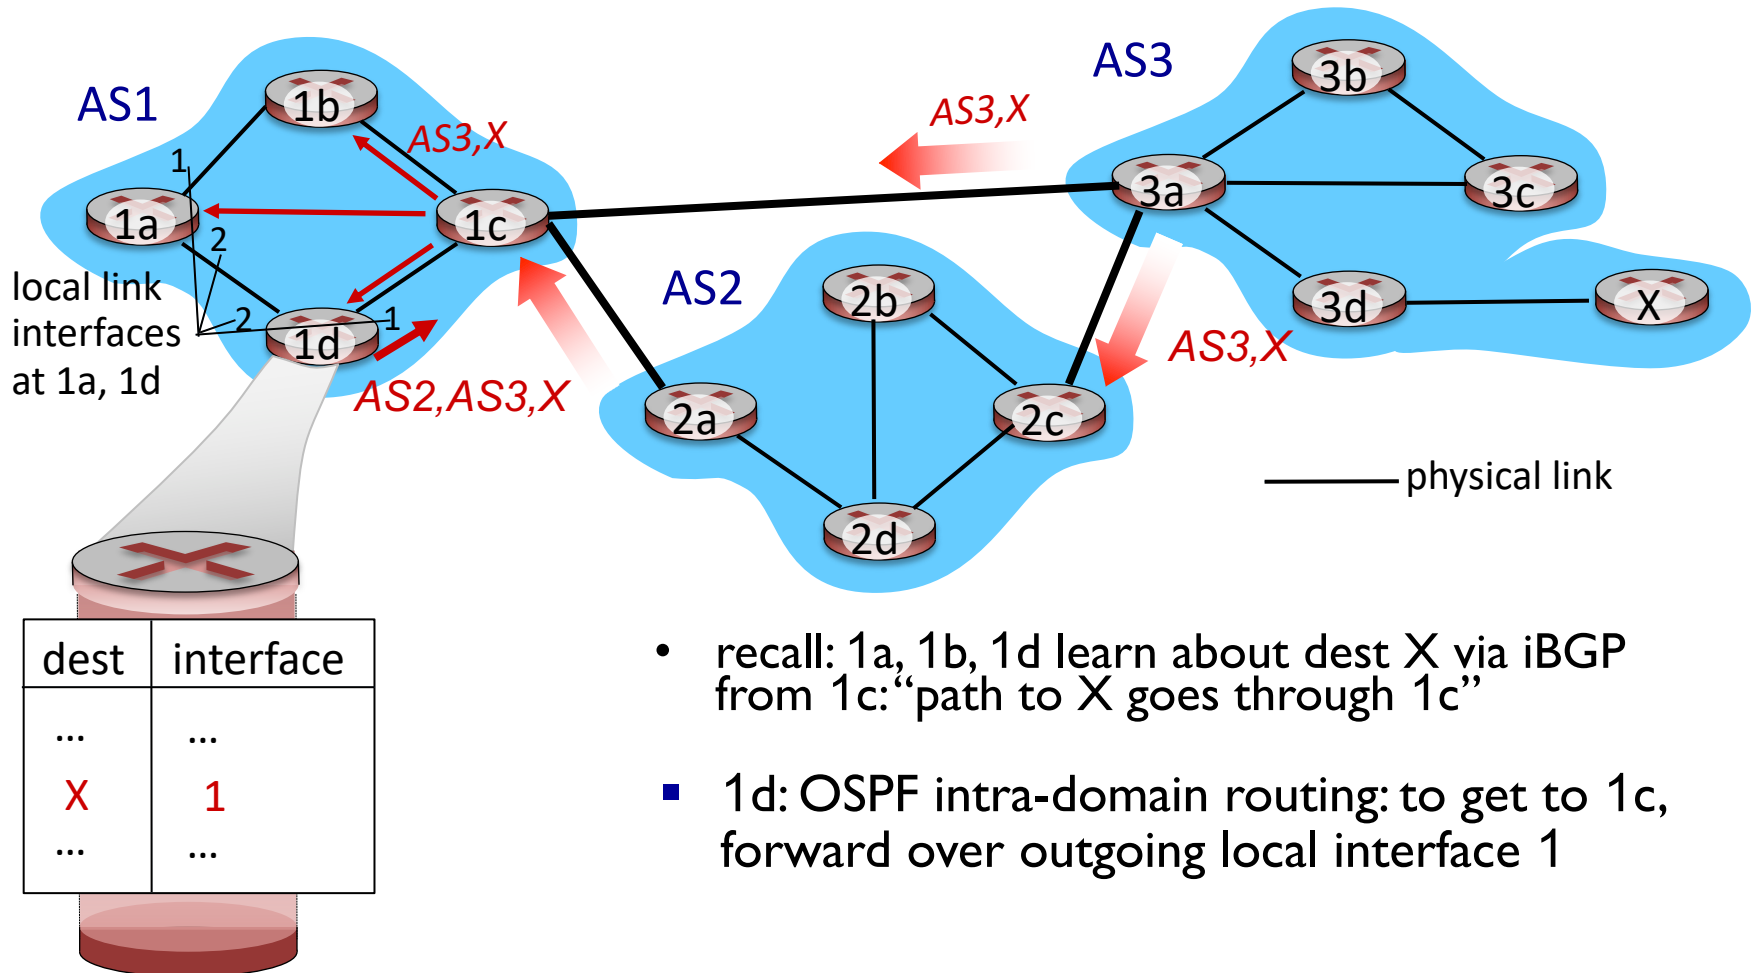 AS1
1b
AS3,X
1
1a
1c
2
local link
interfaces
at 1a, 1d
2
1
1d
AS2,AS3,X
AS3,X
AS3
3b
3a
3c
3d
X
AS3,X
AS2
2b
2a
2c
2d
physical link
dest interface
... ...
X 1
... ...
• recall: 1a, 1b, 1d learn about dest X via iBGP
from 1c: “path to X goes through 1c”
▪ 1d: OSPF intra-domain routing: to get to 1c,
forward over outgoing local interface 1